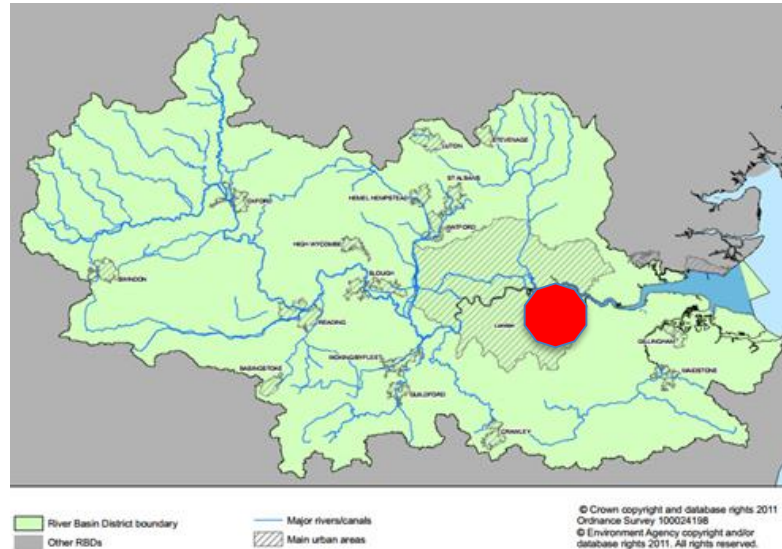 LUTON
STEVENAGE
ST ALBANS
HEMEL HEMPSTEAD
WATFORD
OXFORD
HIGH WYCOMBE
SLOUGH
SWINDON
READING
London
GILLINGHAM
WOKING/BYFLEET
MAIDSTONE
BASINGSTOKE
GUILDFORD
CRAWLEY
River Basin District boundary
Other RBDs
Major rivers/canals
Main urban areas
© Crown copyright and database rights 2011
Ordnance Survey 100024198
© Environment Agency copyright and/or
database rights 2011. All rights reserved.